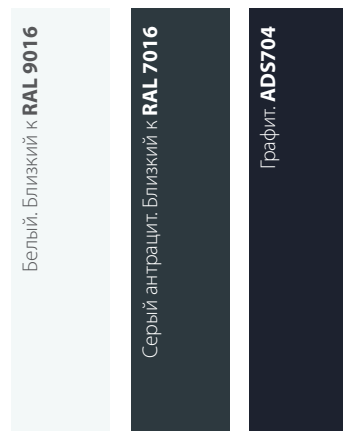 Белый. Близкий к RAL 9016
Серый антрацит. Близкий к RAL 7016
Графит. ADS704